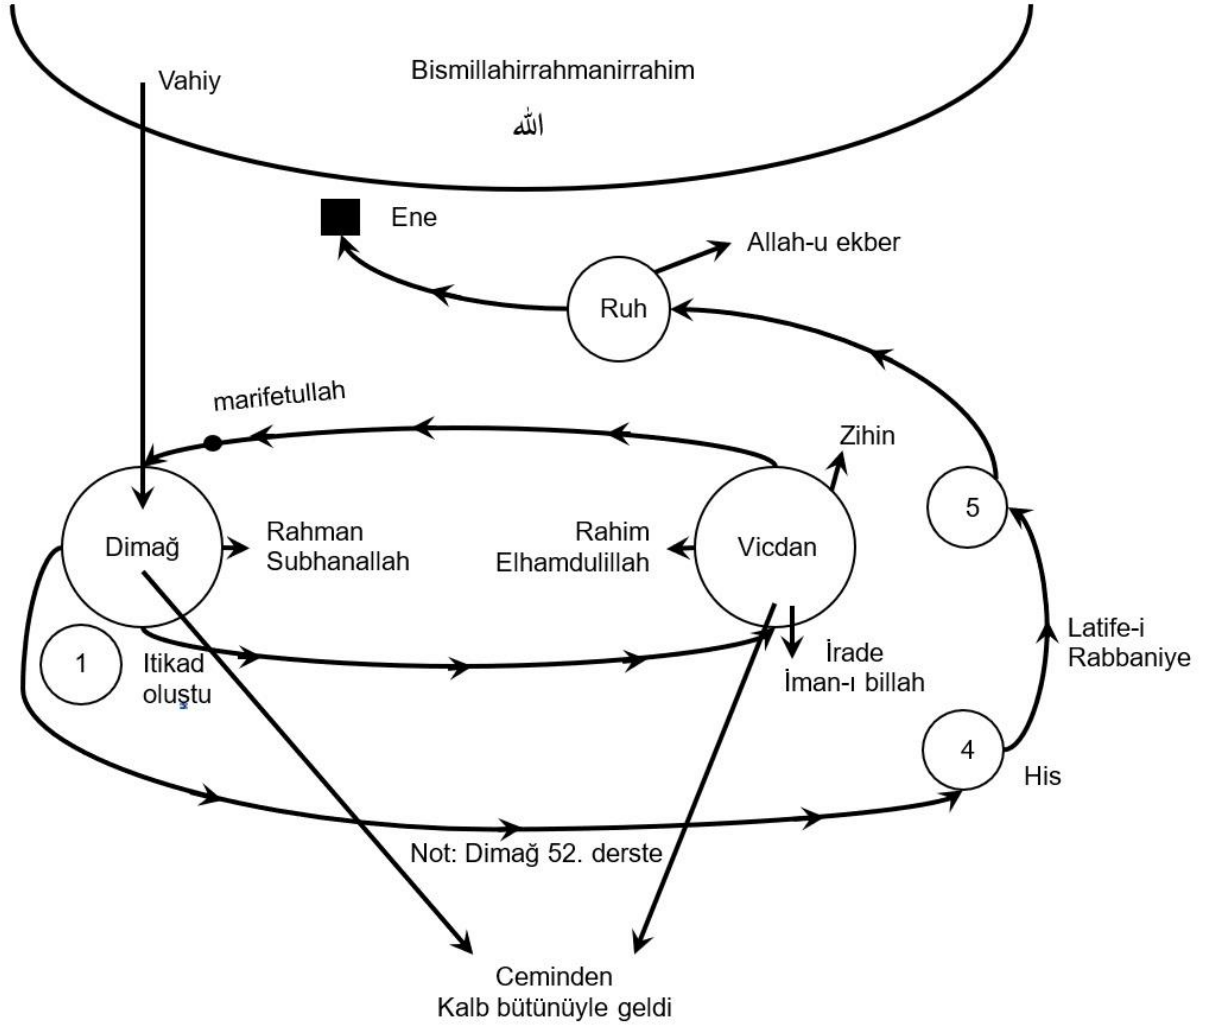 Vahiy
Bismillahirrahmanirrahim
الله
Ene
Allah-u ekber
Ruh
marifetullah
Zihin
5
Dimağ
Rahman
Subhanallah
Rahim
Elhamdulillah
Vicdan
1
Itikad
oluştu
İrade
İman-ı billah
Latife-i
Rabbaniye
4
His
Not: Dimağ 52. derste
Ceminden
Kalb bütünüyle geldi